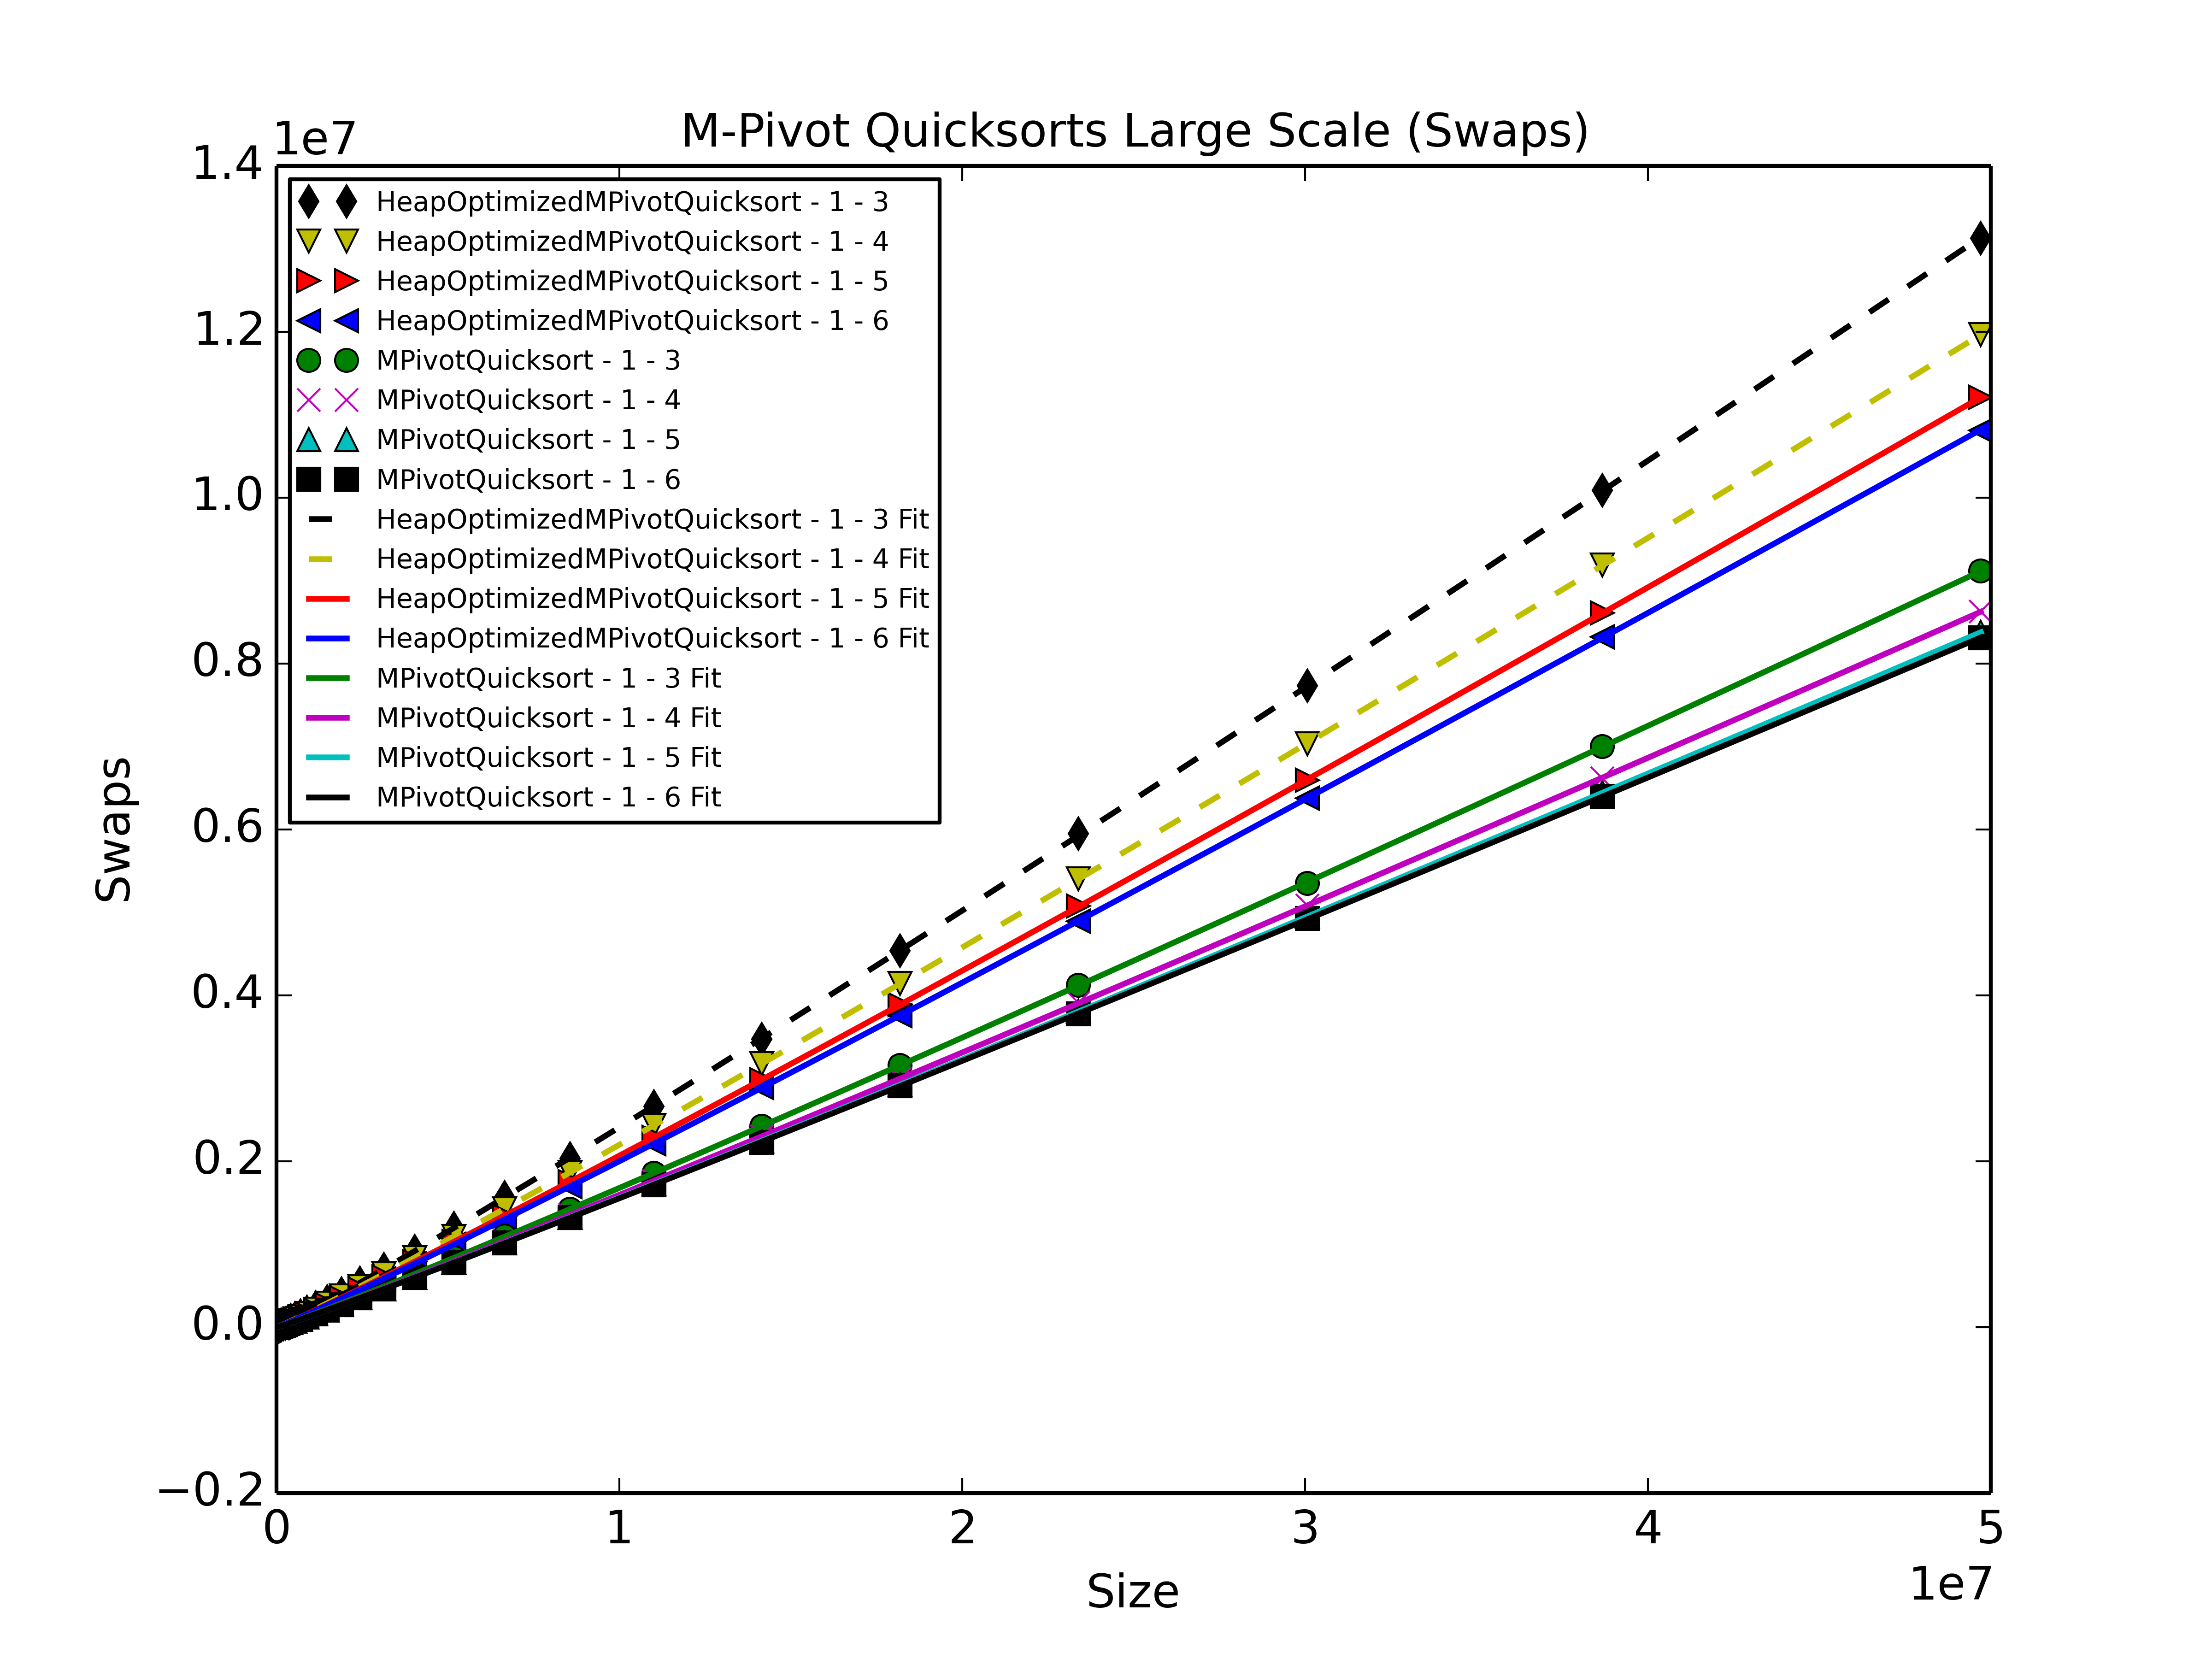 M-Pivot Quicksorts Large Scale (Swaps)
1e7
1.4
1.2
1.0
0.8
0.6
0.4
0.2
0.0
−0.2
Swaps
HeapOptimizedMPivotQuicksort - 1 - 3
HeapOptimizedMPivotQuicksort - 1 - 4
HeapOptimizedMPivotQuicksort - 1 - 5
HeapOptimizedMPivotQuicksort - 1 - 6
MPivotQuicksort - 1 - 3
MPivotQuicksort - 1 - 4
MPivotQuicksort - 1 - 5
MPivotQuicksort - 1 - 6
HeapOptimizedMPivotQuicksort - 1 - 3 Fit
HeapOptimizedMPivotQuicksort - 1 - 4 Fit
HeapOptimizedMPivotQuicksort - 1 - 5 Fit
HeapOptimizedMPivotQuicksort - 1 - 6 Fit
MPivotQuicksort - 1 - 3 Fit
MPivotQuicksort - 1 - 4 Fit
MPivotQuicksort - 1 - 5 Fit
MPivotQuicksort - 1 - 6 Fit
0 1 2 3 4 5
Size
1e7